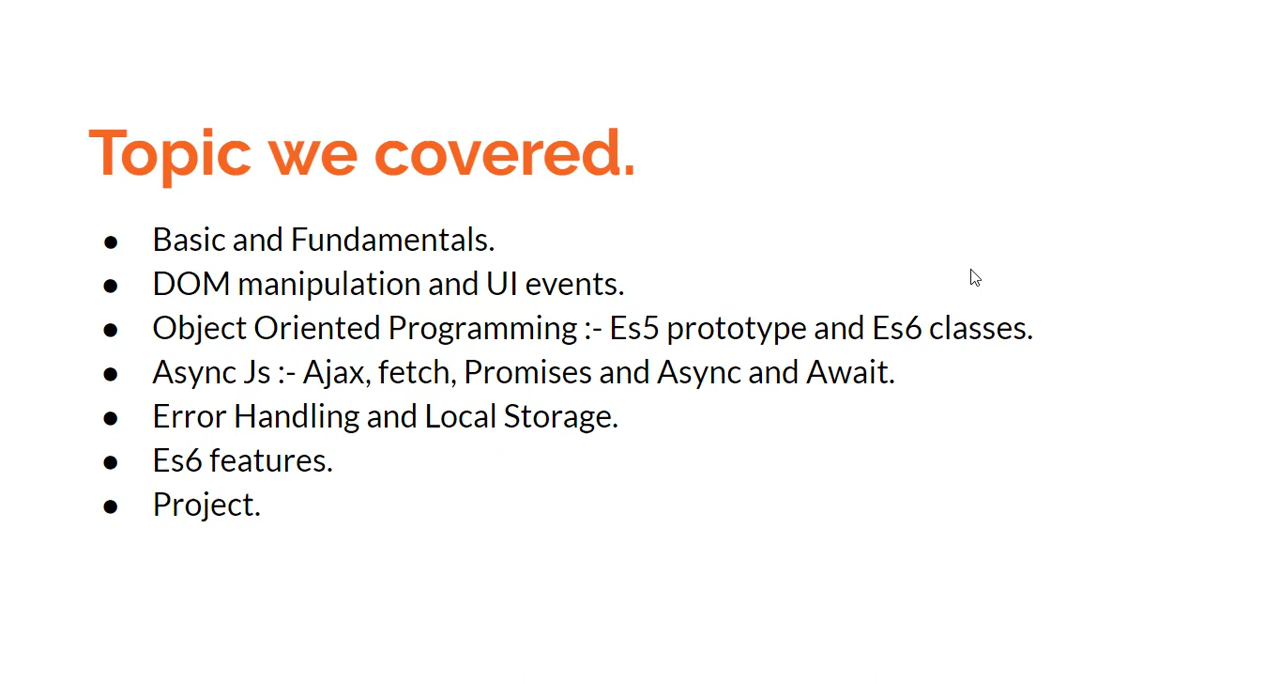 Topic we covered.
● Basic and Fundamentals.
● DOM manipulation and UI events.
● Object Oriented Programming :- Es5 prototype and Es6 classes.
● Async Js :- Ajax, fetch, Promises and Async and Await.
● Error Handling and Local Storage.
● Es6 features.
● Project.